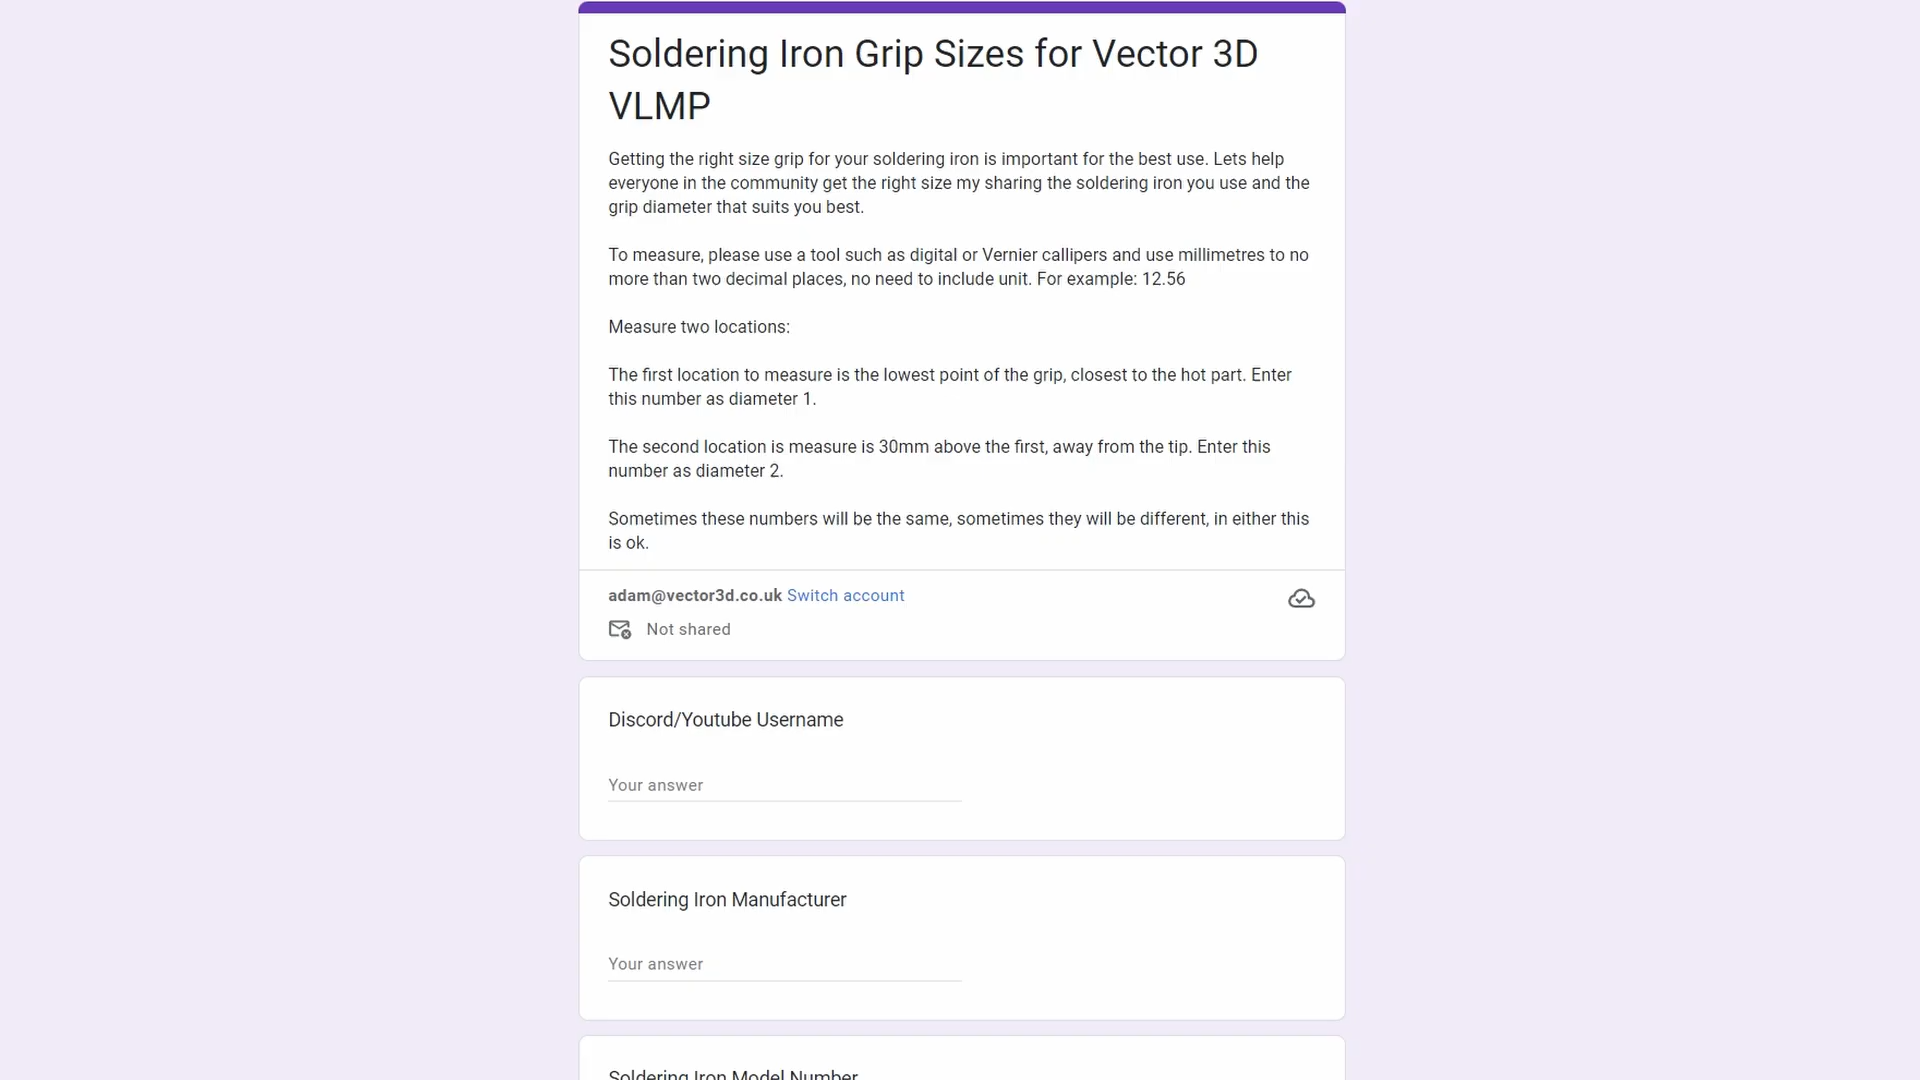 Soldering Iron Grip Sizes for Vector 3D
VLMP
Getting the right size grip for your soldering iron is important for the best use. Lets help
everyone in the community get the right size my sharing the soldering iron you use and the
grip diameter that suits you best.
To measure, please use a tool such as digital or Vernier callipers and use millimetres to no
more than two decimal places, no need to include unit. For example: 12.56
Measure two locations:
The first location to measure is the lowest point of the grip, closest to the hot part. Enter
this number as diameter 1.
The second location is measure is 30mm above the first, away from the tip. Enter this
number as diameter 2.
Sometimes these numbers will be the same, sometimes they will be different, in either this
is ok.
adam@vector3d.co.uk Switch account
Not shared
Discord/Youtube Username
Your answer
Soldering Iron Manufacturer
Your answer
Soldering Iron Model Number